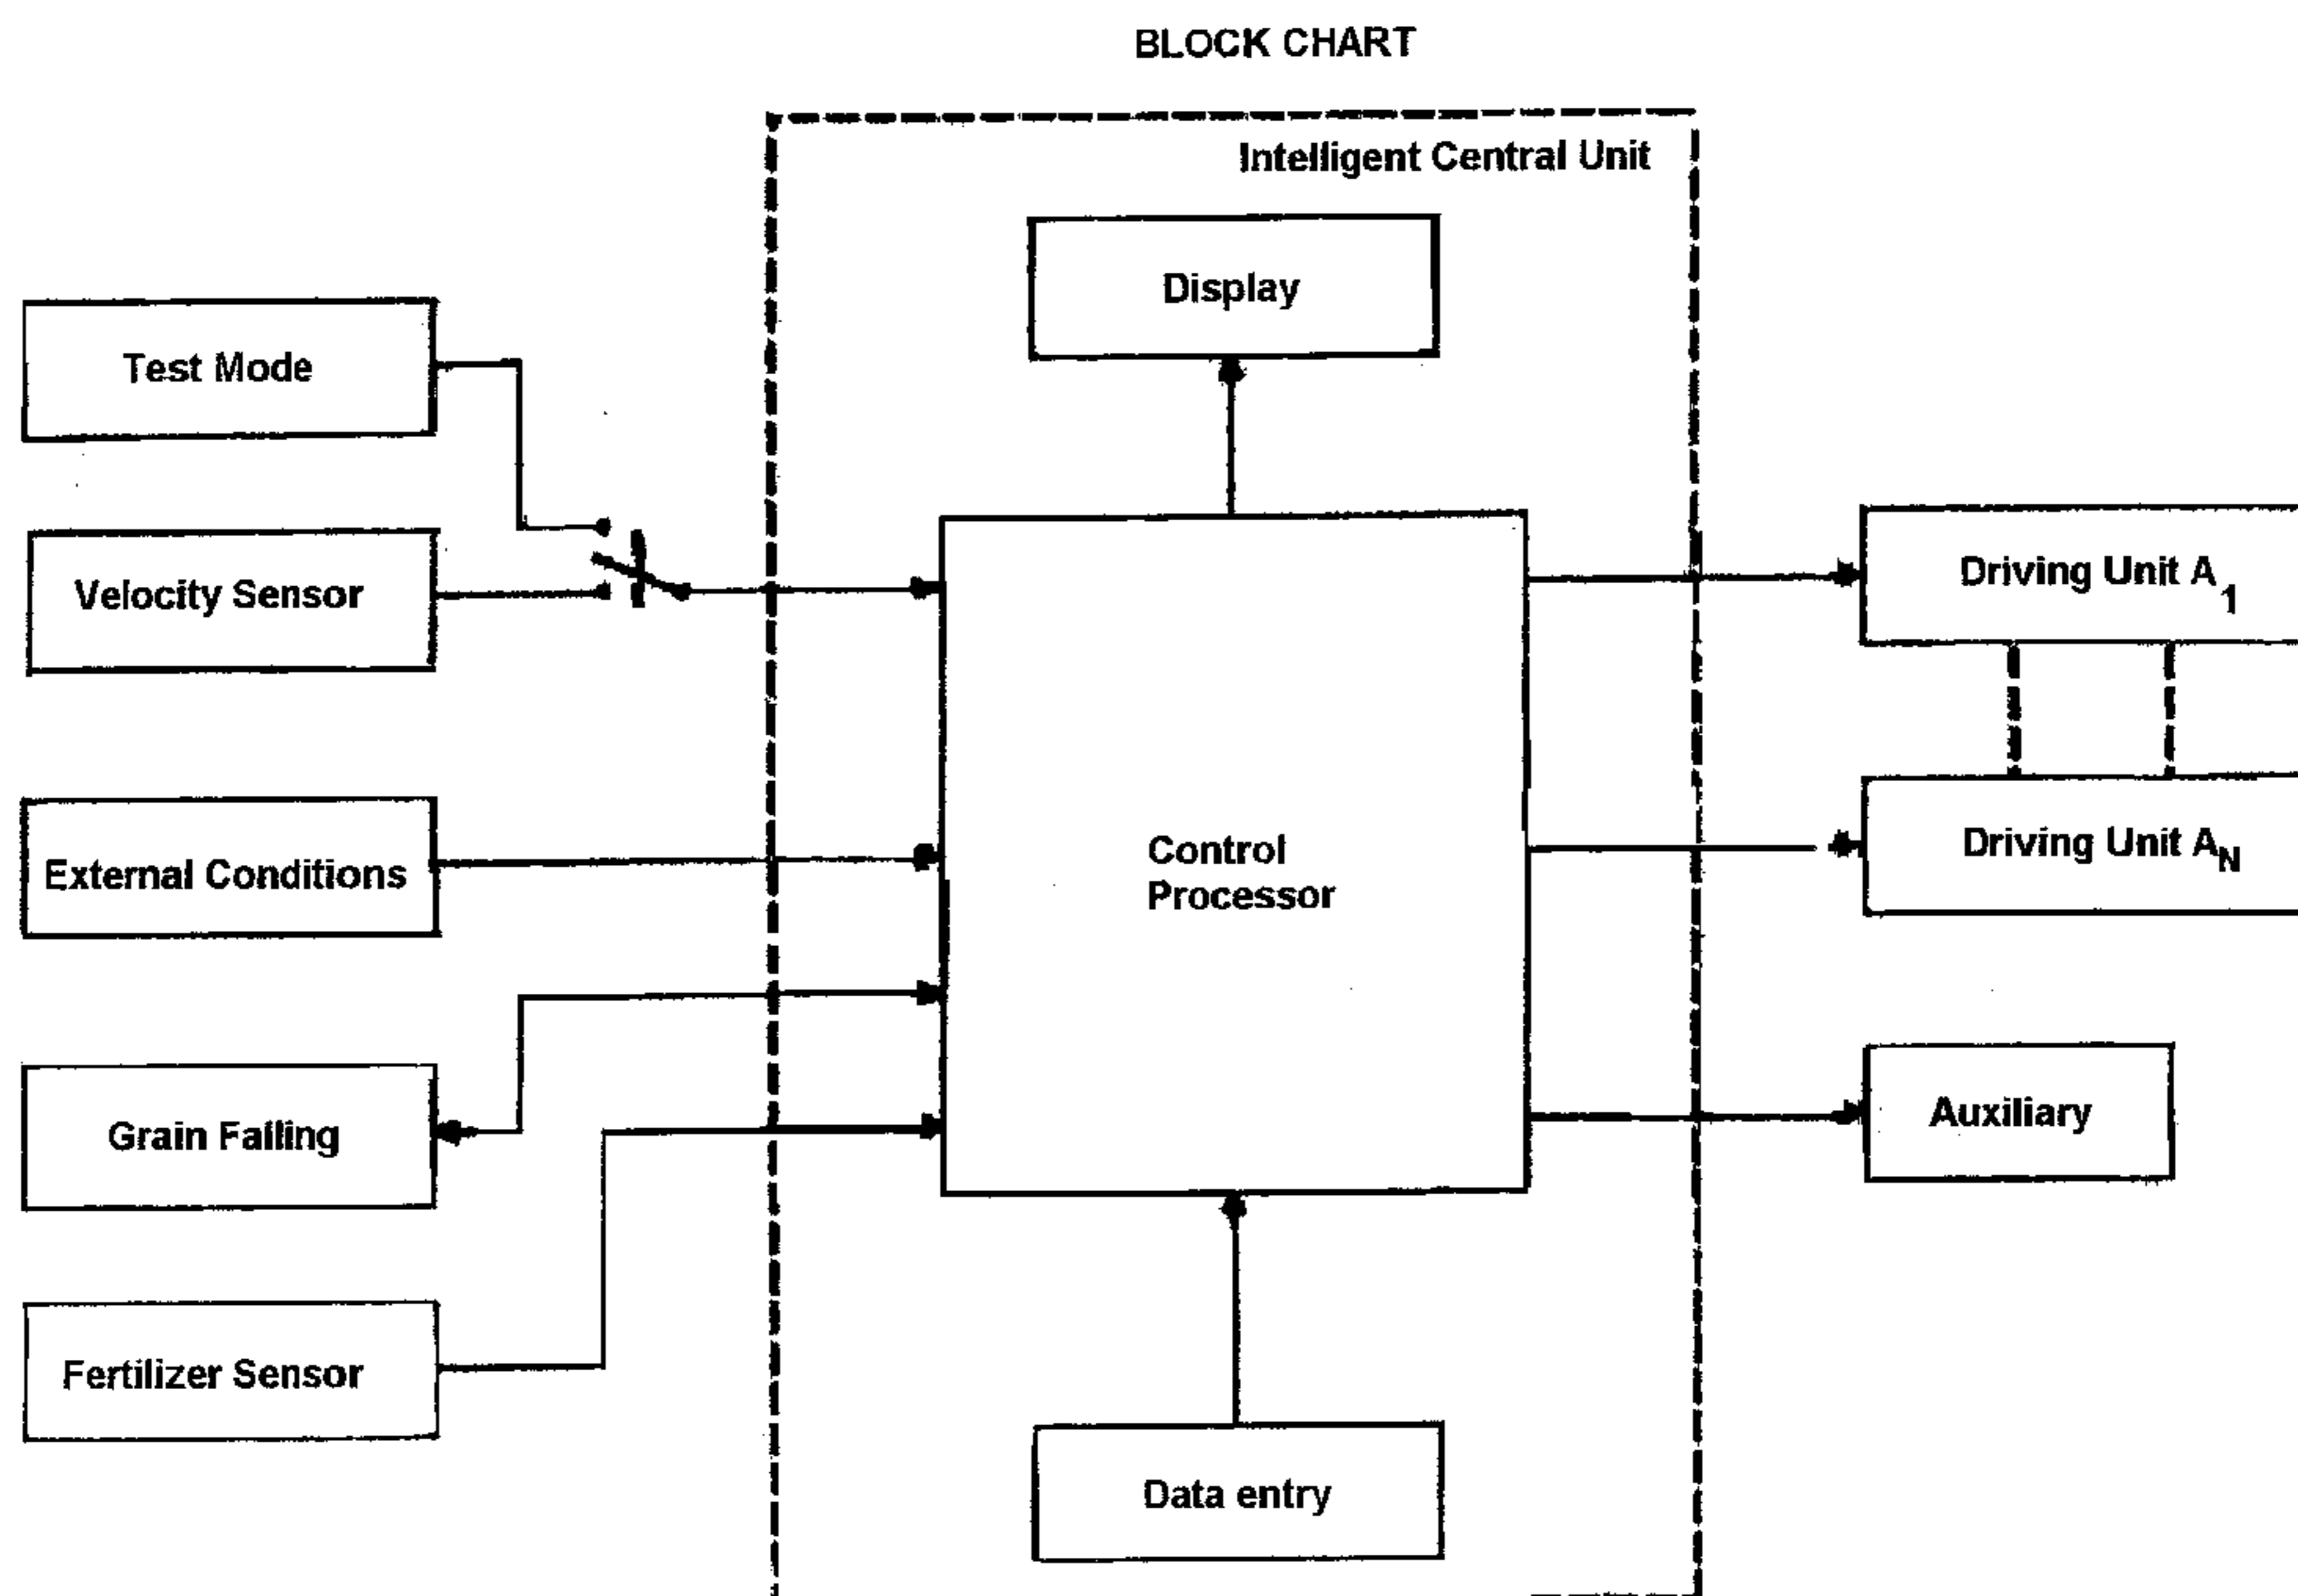 BLOCK CHART
Intelligent Central Unit
Display
Test Mode
Velocity Sensor
Driving Unit A1
External Conditions
Control
Processor
Driving Unit AN
Grain Falling
Auxiliary
Fertilizer Sensor
Data entry